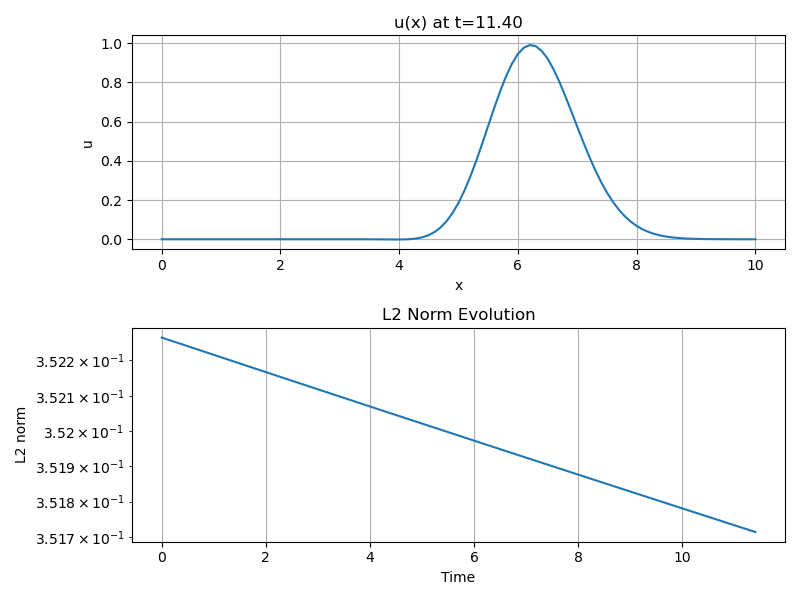 u(x) at t=11.40
1.0
0.8
0.6
0.4
0.2
0.0
u
0 2 4 6 8 10
x
L2 Norm Evolution
3.522 × 10⁻¹
3.521 × 10⁻¹
3.52 × 10⁻¹
3.519 × 10⁻¹
3.518 × 10⁻¹
3.517 × 10⁻¹
L2 norm
0 2 4 6 8 10
Time